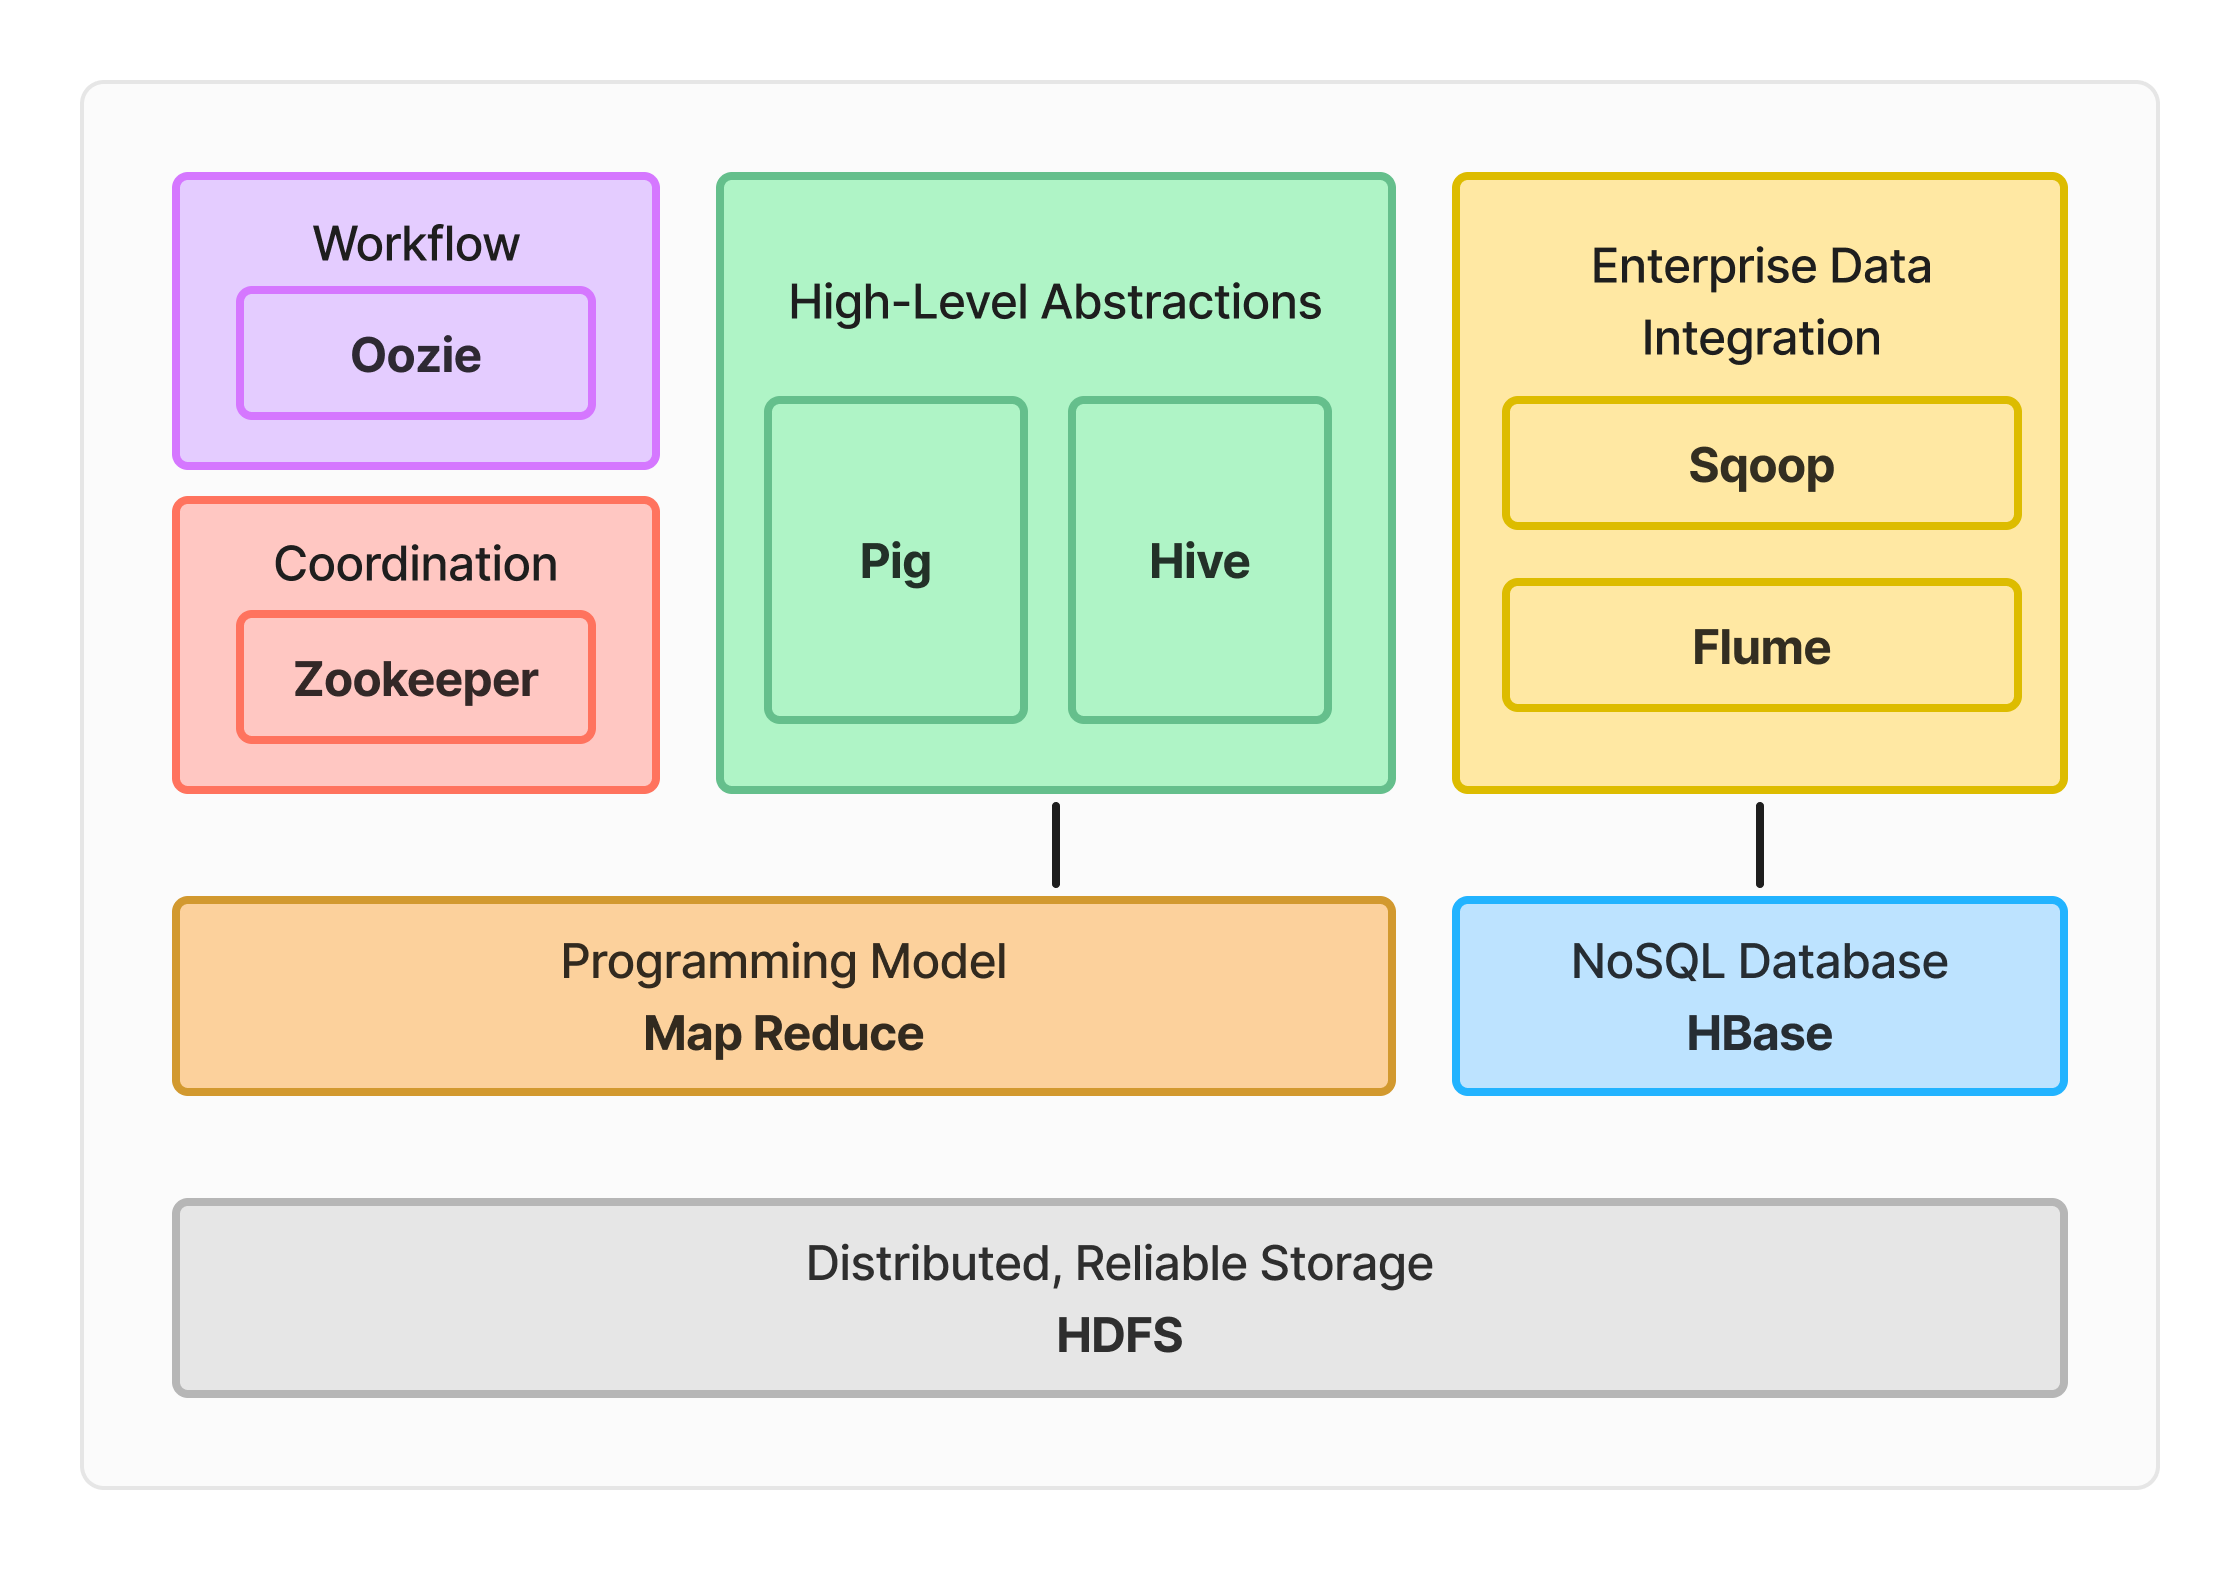 Workflow
Oozie
Coordination
Zookeeper
High-Level Abstractions
Pig
Hive
Enterprise Data
Integration
Sqoop
Flume
Programming Model
Map Reduce
NoSQL Database
HBase
Distributed, Reliable Storage
HDFS